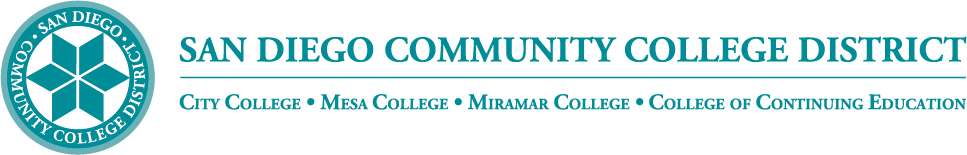 • SAN DIEGO •
COMMUNITY COLLEGE DISTRICT
SAN DIEGO COMMUNITY COLLEGE DISTRICT
CITY COLLEGE • MESA COLLEGE • MIRAMAR COLLEGE • COLLEGE OF CONTINUING EDUCATION